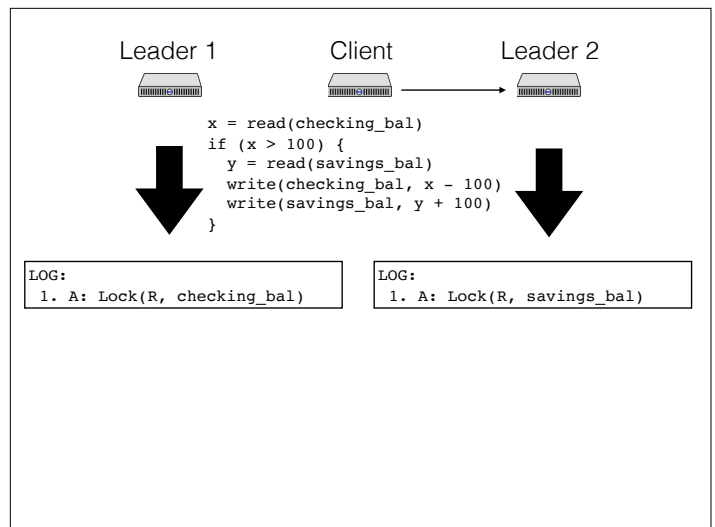 Leader 1
Client
Leader 2
x = read(checking_bal)
if (x > 100) {
  y = read(savings_bal)
  write(checking_bal, x - 100)
  write(savings_bal, y + 100)
}
LOG:
 1. A: Lock(R, checking_bal)
LOG:
 1. A: Lock(R, savings_bal)